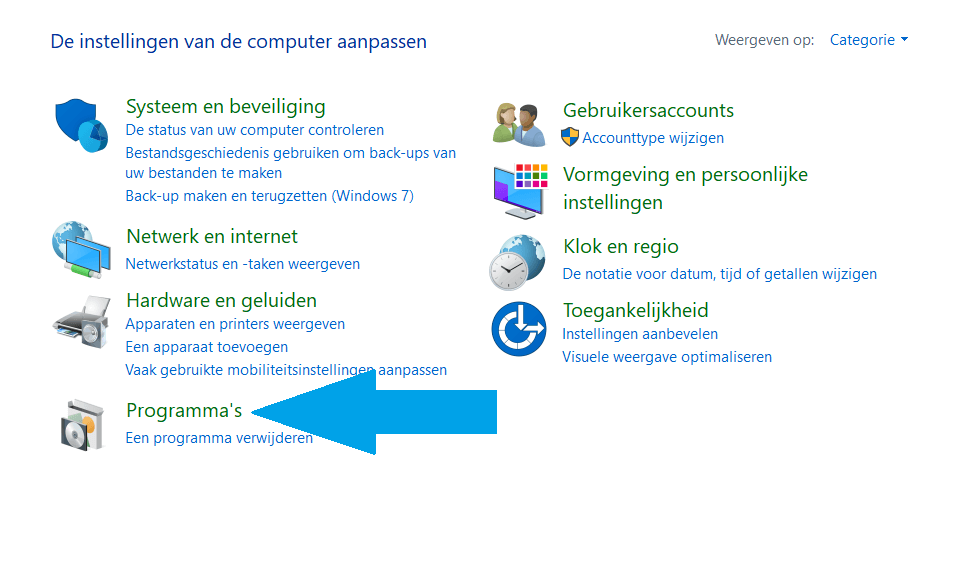 De instellingen van de computer aanpassen
Weergeven op: Categorie
Systeem en beveiliging
De status van uw computer controleren
Bestandsgeschiedenis gebruiken om back-ups van
uw bestanden te maken
Back-up maken en terugzetten (Windows 7)
Netwerk en internet
Netwerkstatus en -taken weergeven
Hardware en geluiden
Apparaten en printers weergeven
Een apparaat toevoegen
Vaak gebruikte mobiliteitsinstellingen aanpassen
Programma's
Een programma verwijderen
Gebruikersaccounts
Accounttype wijzigen
Vormgeving en persoonlijke
instellingen
Klok en regio
De notatie voor datum, tijd of getallen wijzigen
Toegankelijkheid
Instellingen aanbevelen
Visuele weergave optimaliseren